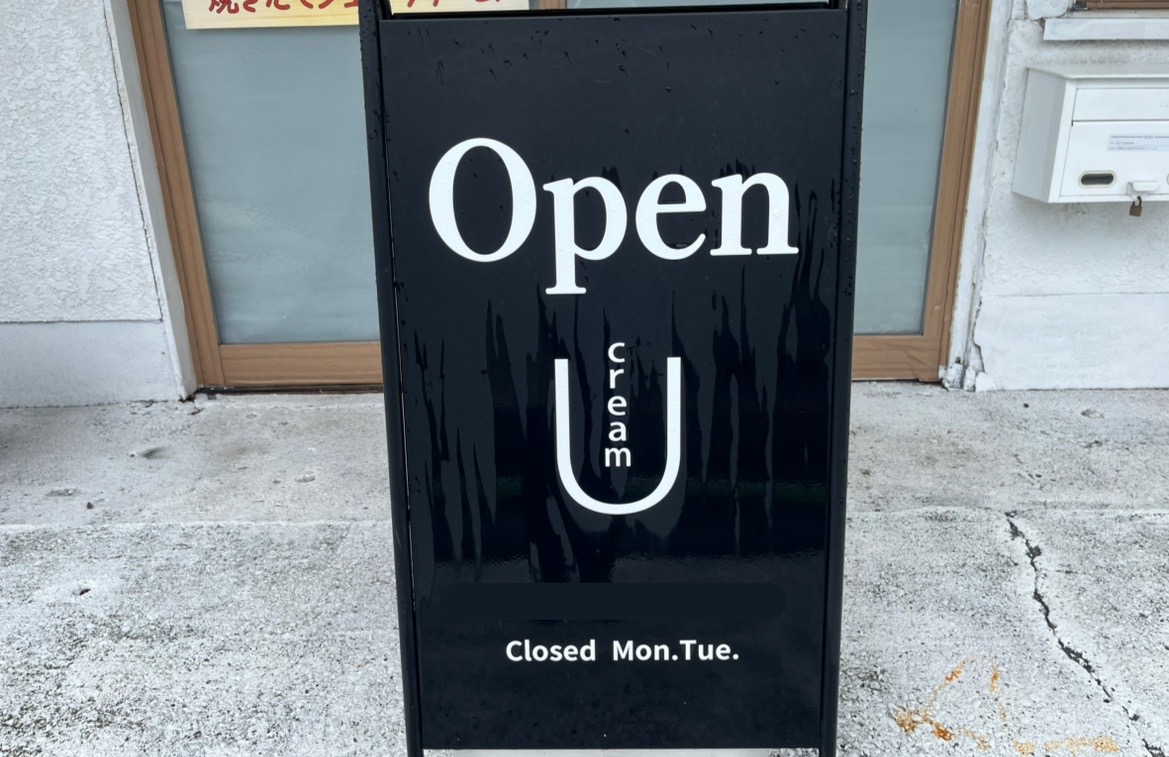 Open
cream
U
Closed Mon.Tue.